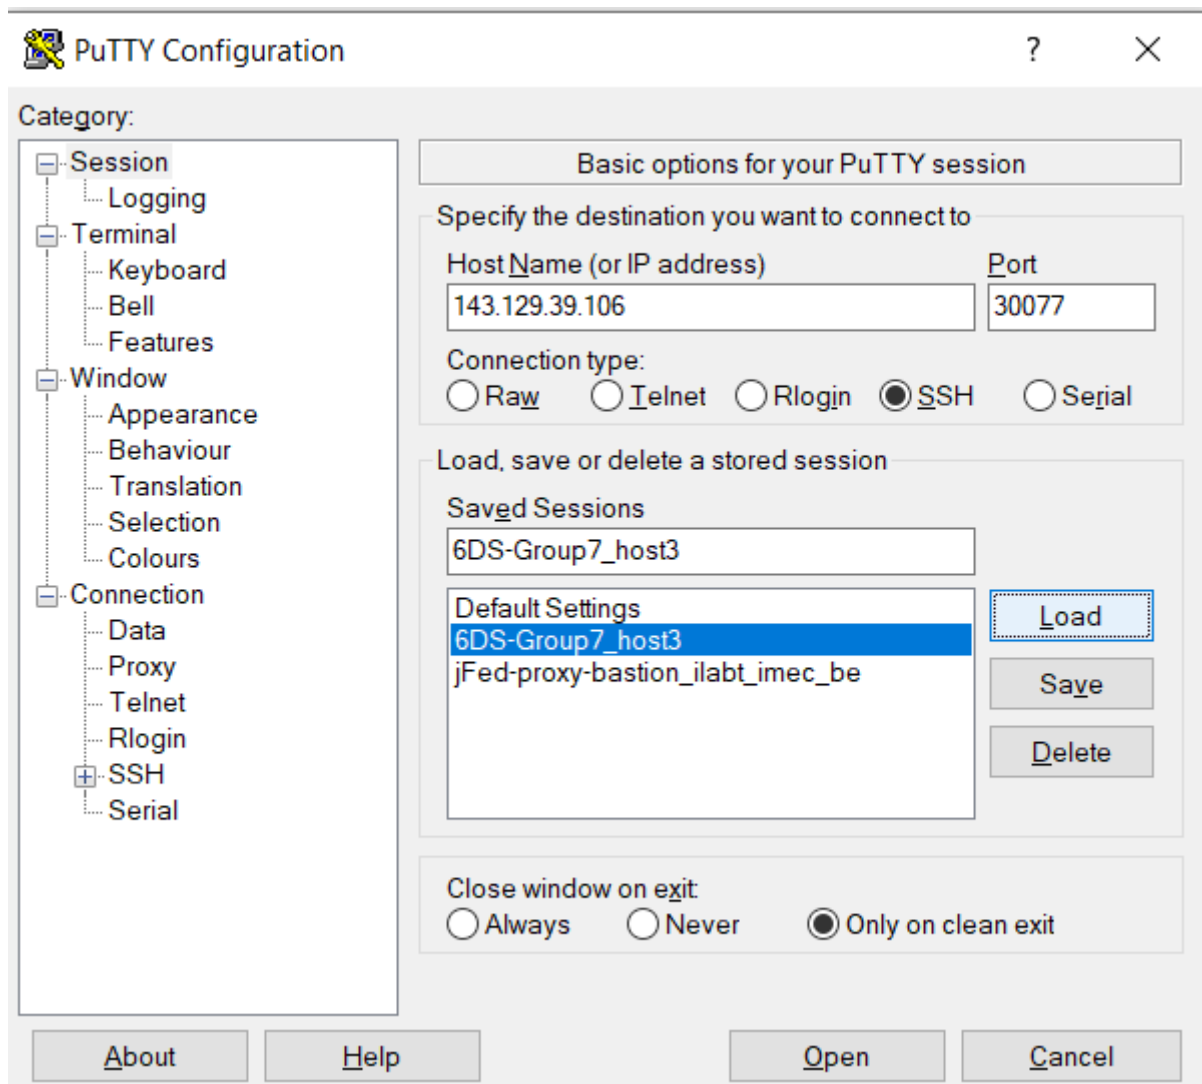 PuTTY Configuration
?
Category:
Session
Logging
Terminal
Keyboard
Bell
Features
Window
Appearance
Behaviour
Translation
Selection
Colours
Connection
Data
Proxy
Telnet
Rlogin
SSH
Serial
Basic options for your PuTTY session
Specify the destination you want to connect to
Host Name (or IP address) Port
143.129.39.106 30077
Connection type:
Raw Telnet Rlogin SSH Serial
Load, save or delete a stored session
Saved Sessions
6DS-Group7_host3
Default Settings
6DS-Group7_host3
jFed-proxy-bastion_ilabt_imec_be
Load
Save
Delete
Close window on exit:
Always Never Only on clean exit
About Help Open Cancel